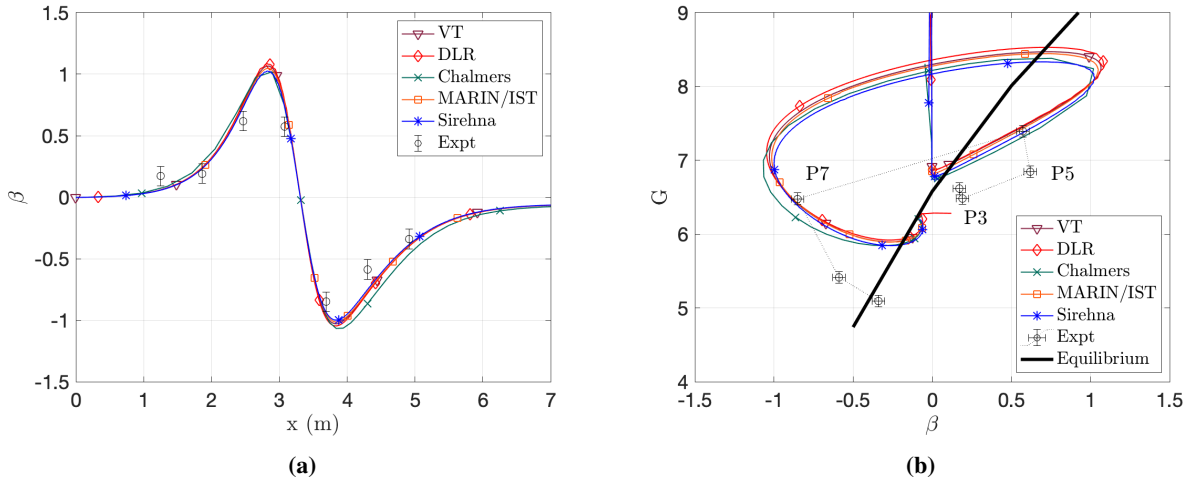 1.5
1
0.5
0
-0.5
-1
-1.5
β
0 1 2 3 4 5 6 7
x (m)
VT
DLR
Chalmers
MARIN/IST
Sirehna
Expt
(a)
9
8
7
6
5
4
G
-1.5 -1 -0.5 0 0.5 1 1.5
β
P7
P5
P3
VT
DLR
Chalmers
MARIN/IST
Sirehna
Expt
Equilibrium
(b)